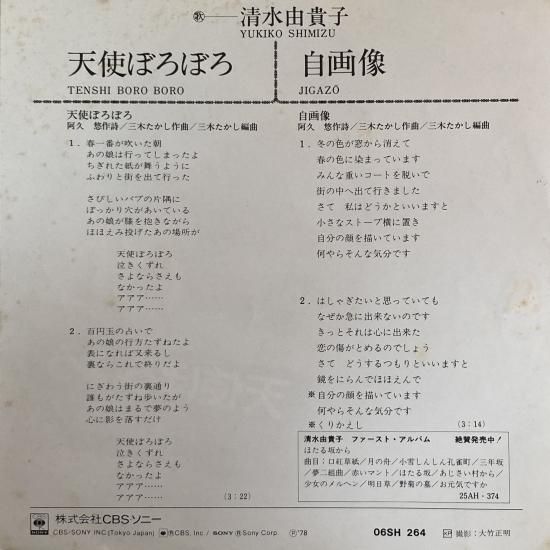 歌——清水由貴子
YUKIKO SHIMIZU
天使ぼろぼろ
TENSHI BORO BORO
自画像
JIGAZŌ
天使ぼろぼろ
阿久 悠作詩/三木たかし作曲/三木たかし編曲
1. 春一番が吹いた朝
あの娘は行ってしまったよ
ちぎれた紙が舞うように
ふわりと街を出て行った
さびしいパブの片隅に
ぽっかり穴があいている
あの娘が膝を抱きながら
ほほえみ投げたあの場所が
天使ぼろぼろ
泣きくずれ
さよならさえも
なかったよ
アアア……
アアア……
2. 百円玉の占いで
あの娘の行方たずねたよ
表になれば又来るし
裏ならこれで終りだよ
にぎわう街の裏通り
誰もがたずね歩いたが
あの娘はまるで夢のよう
心に影を落すだけ
天使ぼろぼろ
泣きくずれ
さよならさえも
なかったよ
アアア……
アアア……
(3:22)
自画像
阿久 悠作詩/三木たかし作曲/三木たかし編曲
1. 冬の色が窓から消えて
春の色に染まっています
みんな重いコートを脱いで
街の中へ出て行きました
さて 私はどうかといいますと
小さなストーブ横に置き
自分の顔を描いています
何やらそんな気分です
2. はしゃぎたいと思っていても
なぜか急に出来ないのです
きっとそれは心に出来た
恋の傷がとめるのでしょう
さて どうするつもりといいますと
鏡をにらんでほほえんで
※自分の顔を描いています
何やらそんな気分です
※くりかえし
(3:14)
清水由貴子 ファースト・アルバム 絶賛発売中!
ほたる坂から
曲目:口紅草紙/月の舟/小雪しんしん孔雀町/三年坂
/夢二組曲/赤いマント/ほたる坂/あじさい村から/
少女のメルヘン/明日草/野菊の墓/お元気ですか
25AH・374
SONY
株式会社CBSソニー
CBS/SONY INC(Tokyo Japan) ®CBS, Inc./SONY ®Sony Corp. ℗'78
06SH 264
撮影:大竹正明